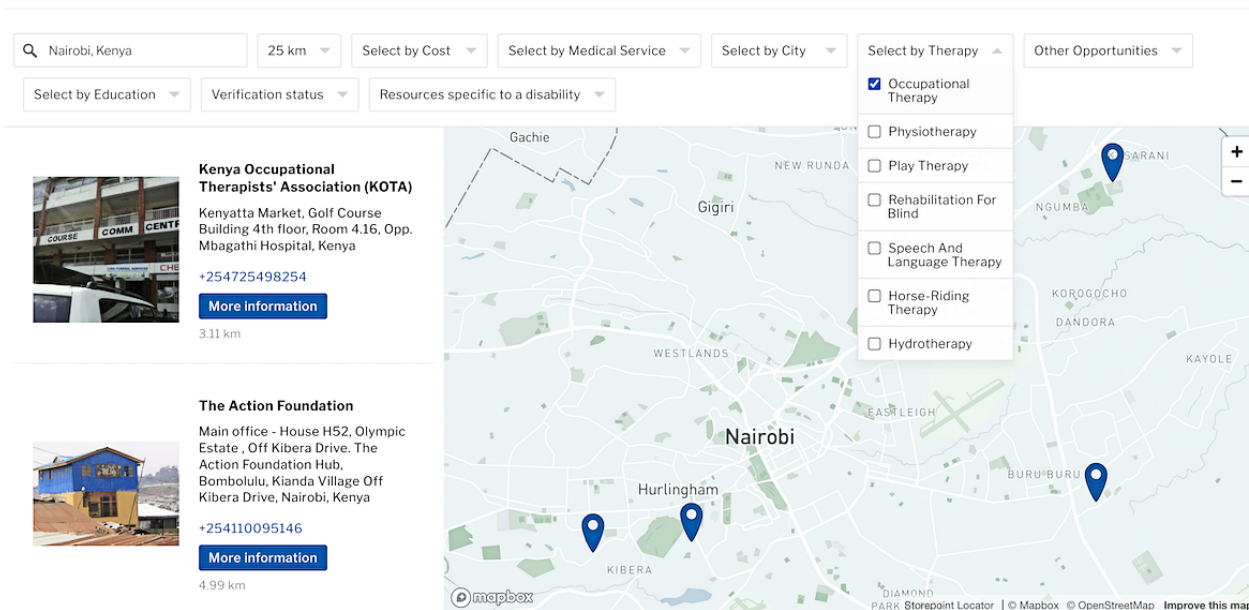 Nairobi, Kenya
25 km
Select by Cost
Select by Medical Service
Select by City
Select by Therapy
Other Opportunities
Select by Education
Verification status
Resources specific to a disability
Occupational
Therapy
Physiotherapy
Play Therapy
Rehabilitation For
Blind
Speech And
Language Therapy
Horse-Riding
Therapy
Hydrotherapy
COURSE COMM CENTR
CHE
Kenya Occupational
Therapists' Association (KOTA)
Kenyatta Market, Golf Course
Building 4th floor, Room 4.16, Opp.
Mbagathi Hospital, Kenya
+254725498254
More information
3.11 km
The Action Foundation
Main office - House H52, Olympic
Estate , Off Kibera Drive. The
Action Foundation Hub,
Bombolulu, Kianda Village Off
Kibera Drive, Nairobi, Kenya
+254110095146
More information
4.99 km
Gachie
NEW RUNDA
Gigiri
SARANI
NGUMBA
+
−
KOROGOCHO
DANDORA
WESTLANDS
KAYOLE
EASTLEIGH
Nairobi
BURU BURU
Hurlingham
KIBERA
DIAMOND
PARK
mapbox
Storepoint Locator | © Mapbox © OpenStreetMap Improve this map